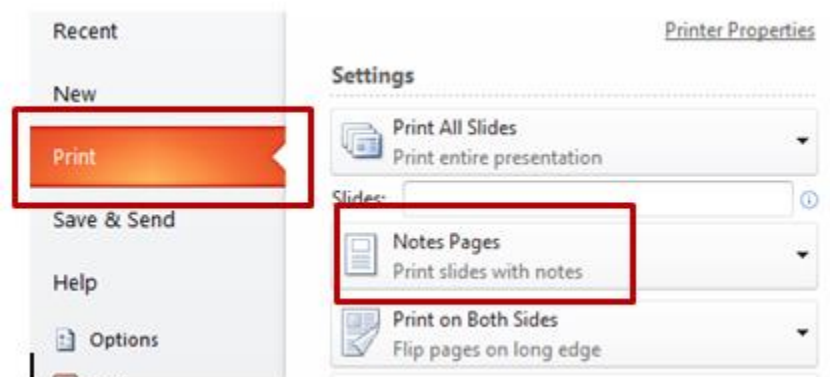 Recent
New
Print
Save & Send
Help
Options
Printer Properties
Settings
Print All Slides
Print entire presentation
Slides:
Notes Pages
Print slides with notes
Print on Both Sides
Flip pages on long edge